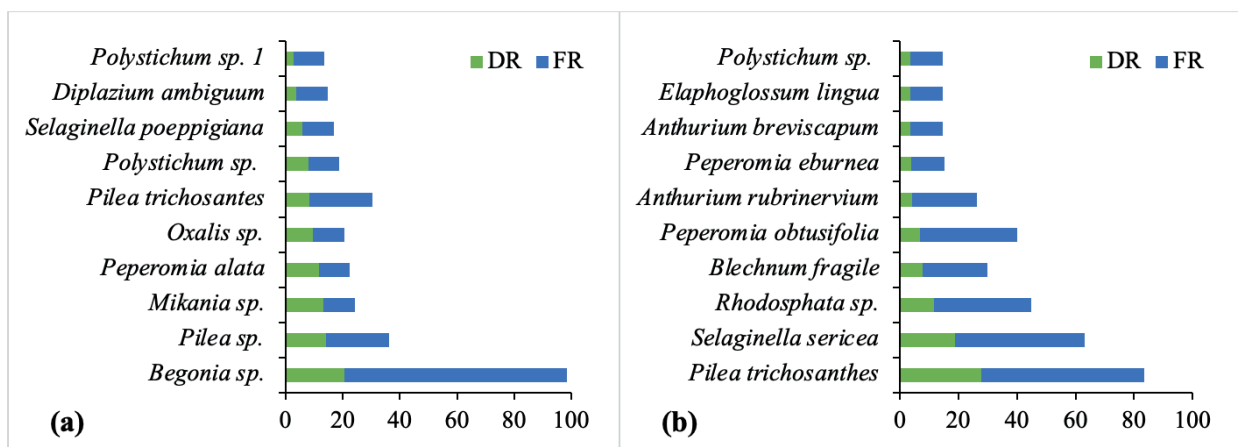 Polystichum sp. 1
Diplazium ambiguum
Selaginella poeppigiana
Polystichum sp.
Pilea trichosantes
Oxalis sp.
Peperomia alata
Mikania sp.
Pilea sp.
Begonia sp.
DR FR
0 20 40 60 80 100
(a)
Polystichum sp.
Elaphoglossum lingua
Anthurium breviscapum
Peperomia eburnea
Anthurium rubrinervium
Peperomia obtusifolia
Blechnum fragile
Rhodosphata sp.
Selaginella sericea
Pilea trichosanthes
DR FR
0 20 40 60 80 100
(b)